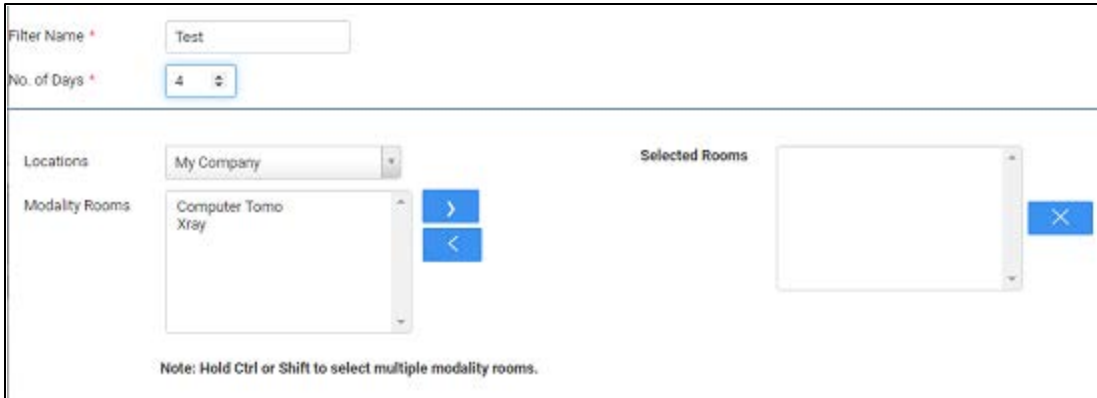 Filter Name *
Test
No. of Days *
4
Locations
My Company
Selected Rooms
Modality Rooms
Computer Tomo
Xray
Note: Hold Ctrl or Shift to select multiple modality rooms.